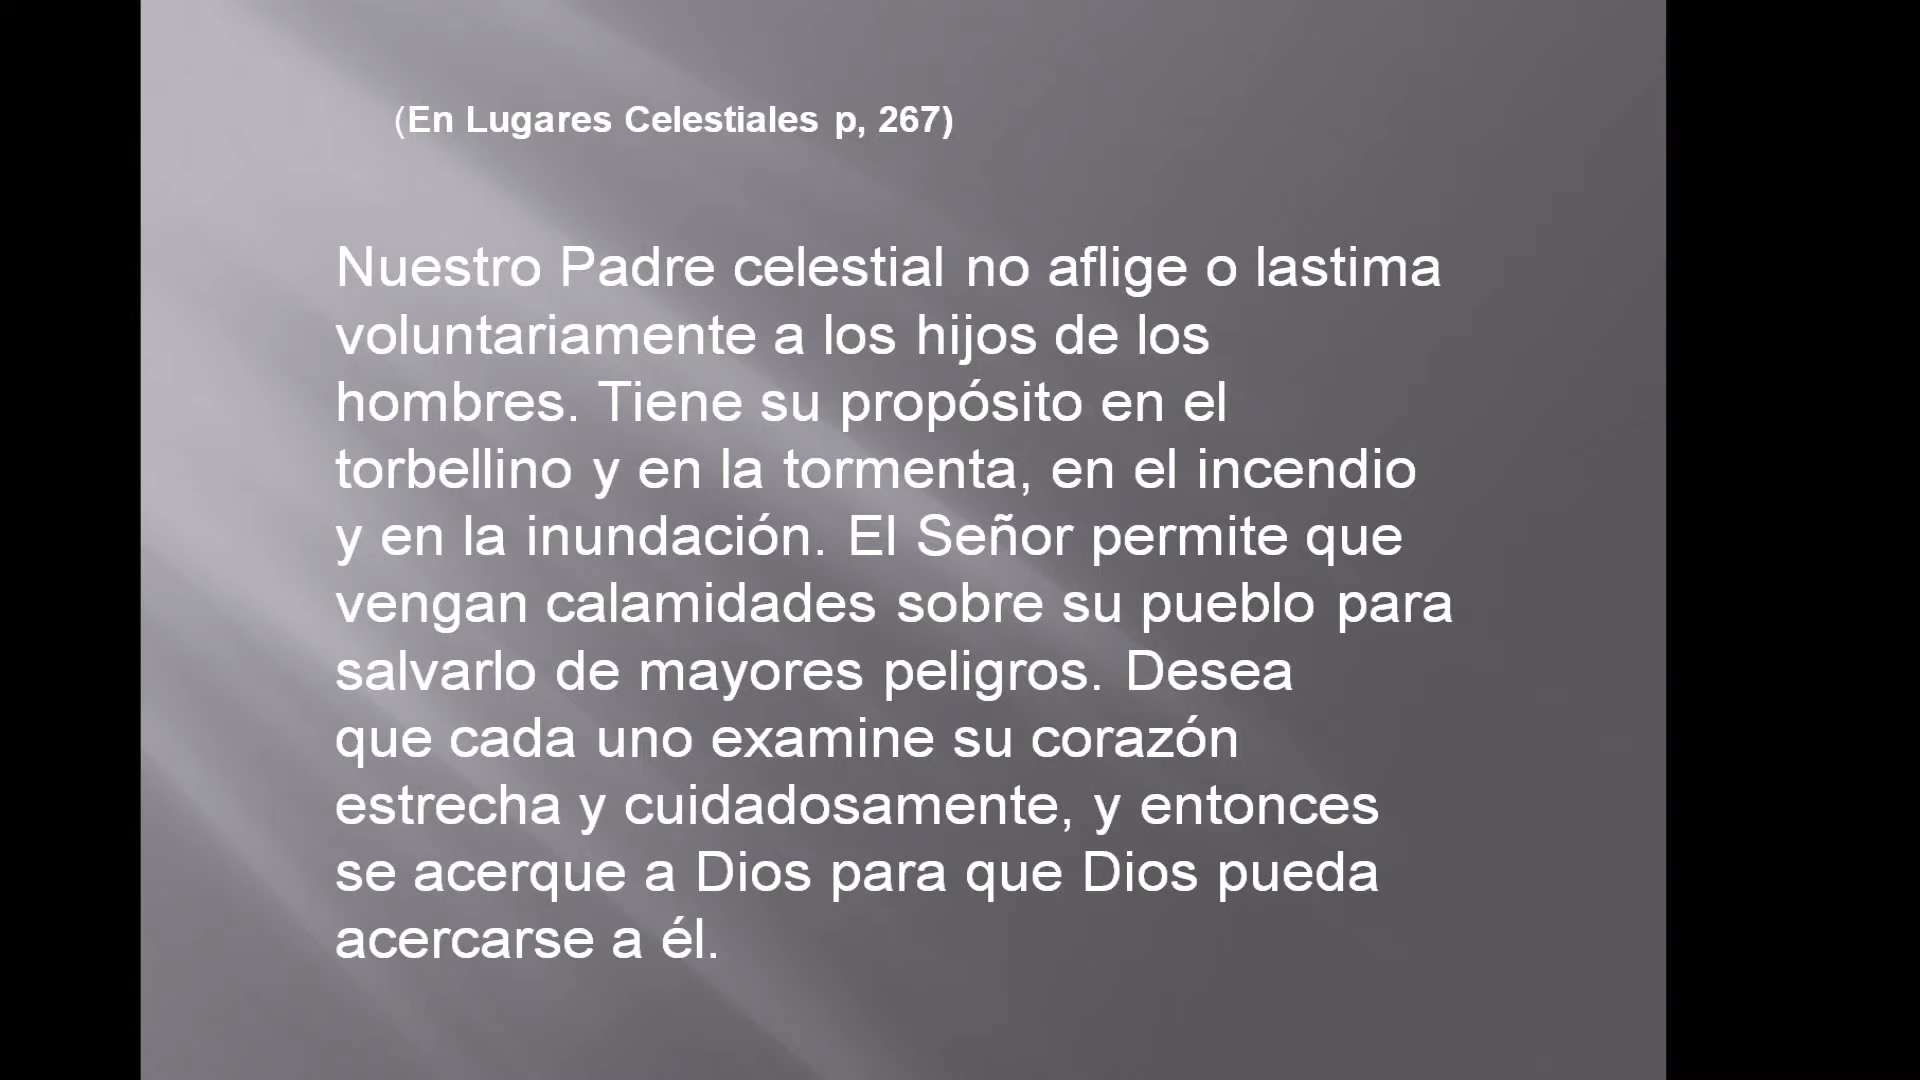 (En Lugares Celestiales p, 267)
Nuestro Padre celestial no aflige o lastima
voluntariamente a los hijos de los
hombres. Tiene su propósito en el
torbellino y en la tormenta, en el incendio
y en la inundación. El Señor permite que
vengan calamidades sobre su pueblo para
salvarlo de mayores peligros. Desea
que cada uno examine su corazón
estrecha y cuidadosamente, y entonces
se acerque a Dios para que Dios pueda
acercarse a él.